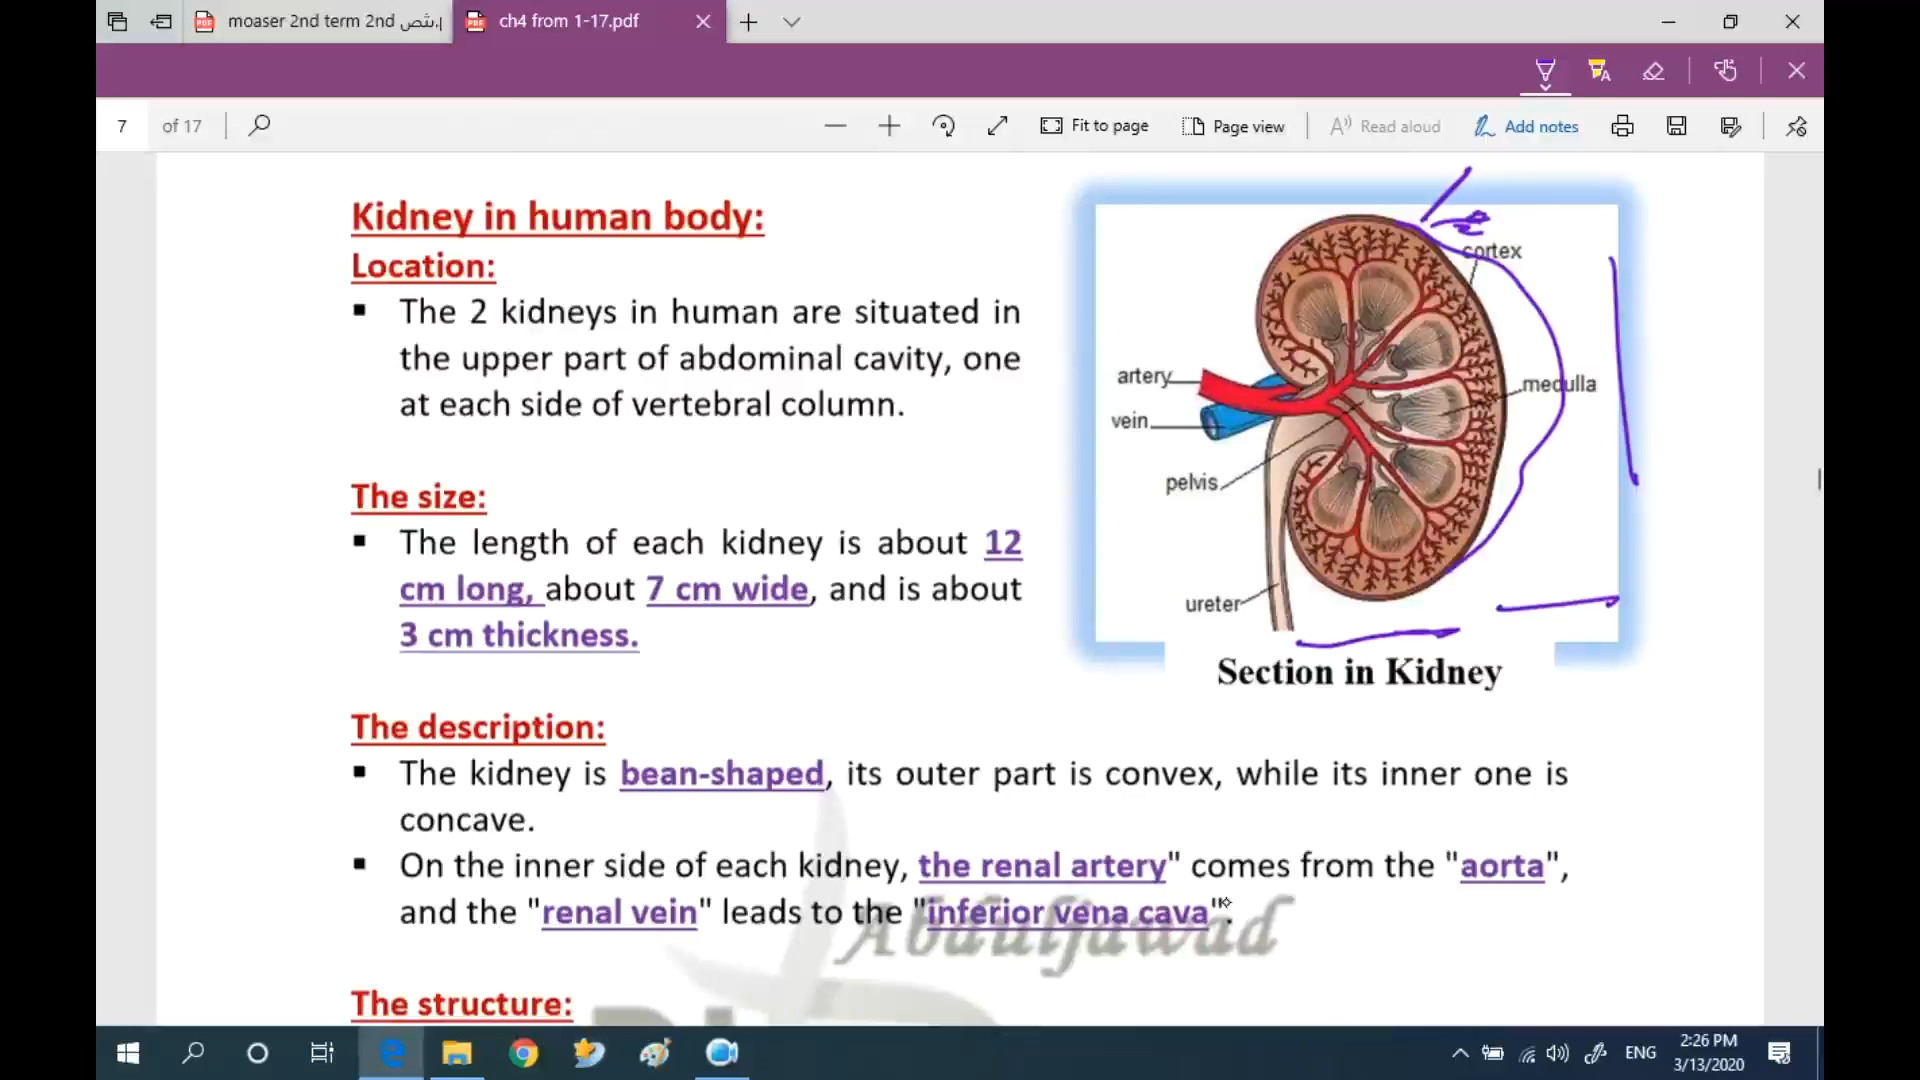 moaser 2nd term 2nd نص.
ch4 from 1-17.pdf
7 of 17
Fit to page
Page view
Read aloud
Add notes
Kidney in human body:
Location:
▪ The 2 kidneys in human are situated in
the upper part of abdominal cavity, one
at each side of vertebral column.
The size:
▪ The length of each kidney is about 12
cm long, about 7 cm wide, and is about
3 cm thickness.
cortex
artery
medulla
vein
pelvis
ureter
Section in Kidney
The description:
▪ The kidney is bean-shaped, its outer part is convex, while its inner one is
concave.
▪ On the inner side of each kidney, the renal artery" comes from the "aorta",
and the "renal vein" leads to the "inferior vena cava".
Abduljawad
The structure:
ENG
2:26 PM
3/13/2020